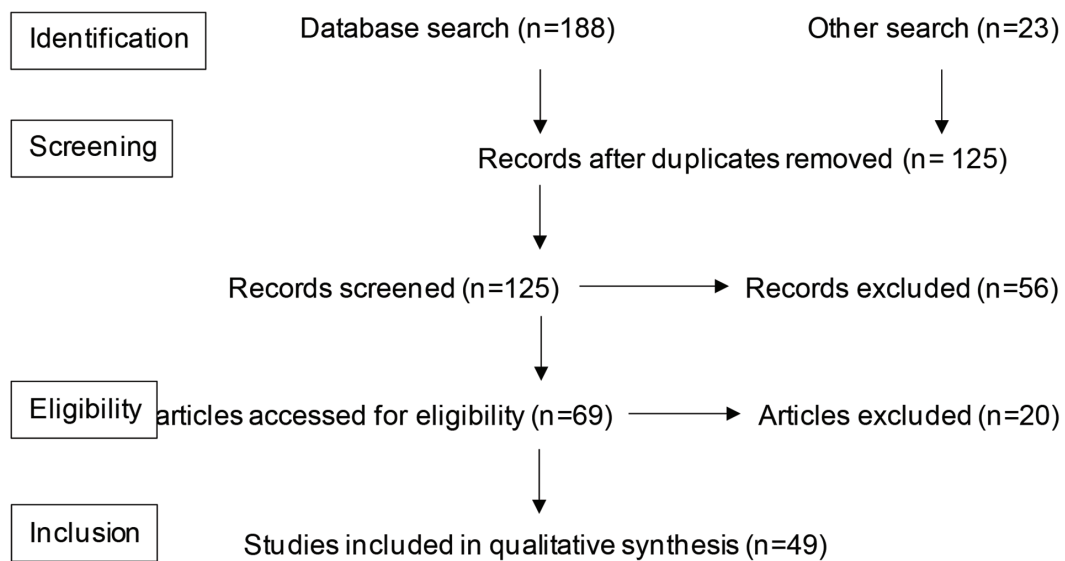 Identification
Database search (n=188)
Other search (n=23)
Screening
Records after duplicates removed (n= 125)
Records screened (n=125)
Records excluded (n=56)
Eligibility
articles accessed for eligibility (n=69)
Articles excluded (n=20)
Inclusion
Studies included in qualitative synthesis (n=49)